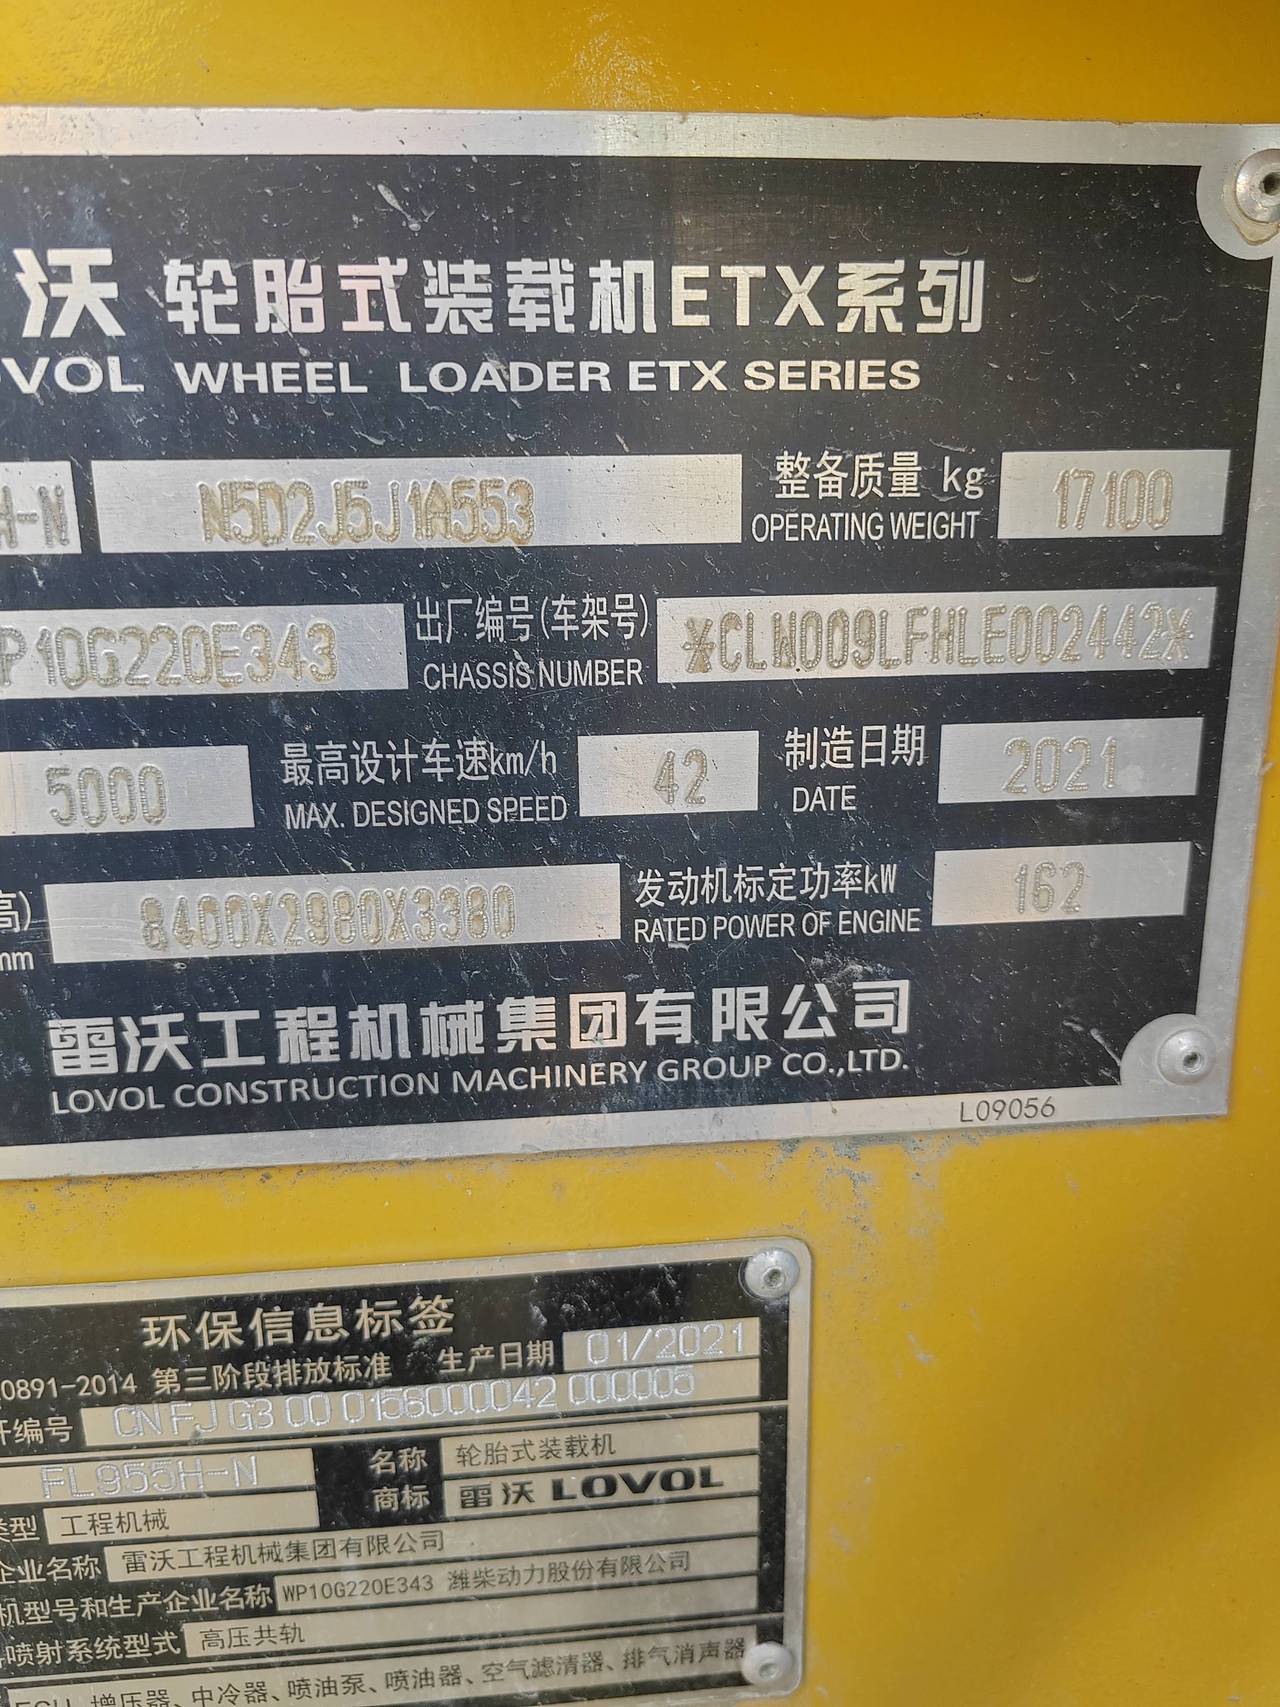 沃 轮胎式装载机ETX系列
VOL WHEEL LOADER ETX SERIES
H-N N5D2J5J1A553 整备质量 kg 17100
OPERATING WEIGHT
P10G220E343 出厂编号(车架号) *CLW009LFHLE002442*
CHASSIS NUMBER
5000 最高设计车速km/h 42 制造日期 2021
MAX. DESIGNED SPEED DATE
高) 8400X2980X3380 发动机标定功率kW 162
mm RATED POWER OF ENGINE
雷沃工程机械集团有限公司
LOVOL CONSTRUCTION MACHINERY GROUP CO.,LTD.
L09056
环保信息标签
0891-2014 第三阶段排放标准 生产日期 01/2021
编号 CN FJ G3 00 0156000042 000005
FL955H-N 名称 轮胎式装载机
商标 雷沃 LOVOL
类型 工程机械
企业名称 雷沃工程机械集团有限公司
机型号和生产企业名称 WP10G220E343 潍柴动力股份有限公司
喷射系统型式 高压共轨
ECU、增压器、中冷器、喷油泵、喷油器、空气滤清器、排气消声器